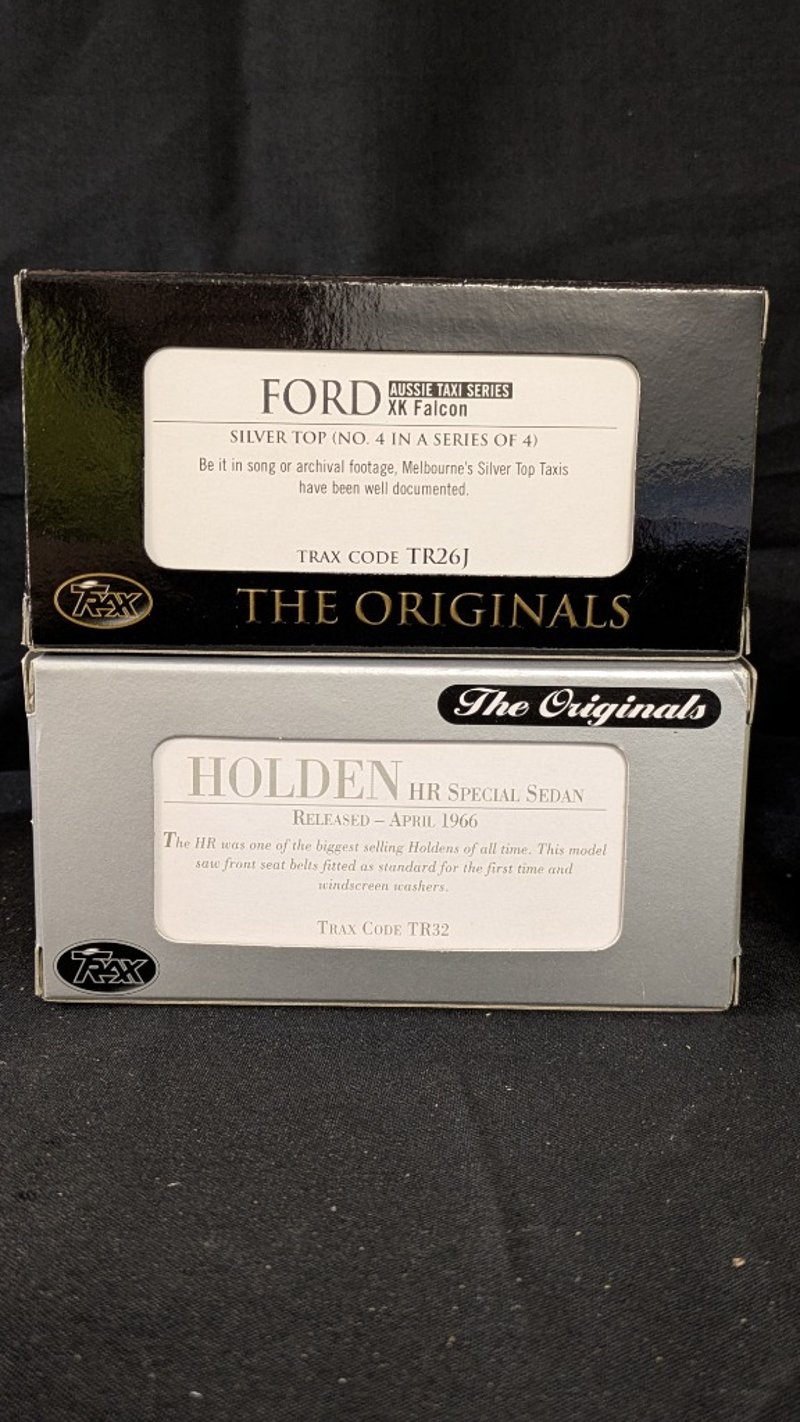 FORD AUSSIE TAXI SERIES
XK Falcon
SILVER TOP (NO. 4 IN A SERIES OF 4)
Be it in song or archival footage, Melbourne's Silver Top Taxis
have been well documented.
TRAX CODE TR26J
TRAX
THE ORIGINALS
The Originals
HOLDEN HR SPECIAL SEDAN
RELEASED – APRIL 1966
The HR was one of the biggest selling Holdens of all time. This model
saw front seat belts fitted as standard for the first time and
windscreen washers.
TRAX CODE TR32
TRAX